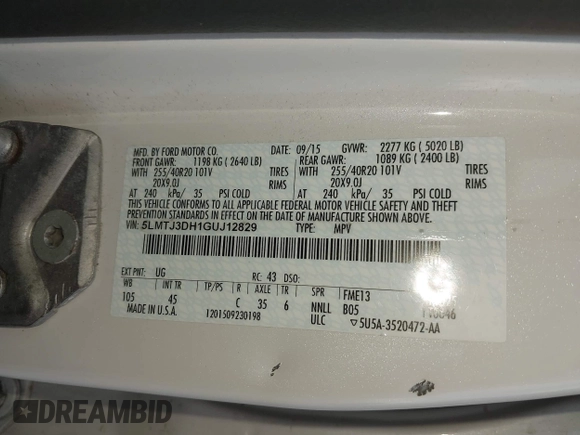 MFD. BY FORD MOTOR CO. DATE: 09/15 GVWR: 2277 KG ( 5020 LB)
FRONT GAWR: 1198 KG ( 2640 LB) REAR GAWR: 1089 KG ( 2400 LB)
WITH 255/40R20 101V TIRES WITH 255/40R20 101V TIRES
20X9.0J RIMS 20X9.0J RIMS
AT 240 kPa/ 35 PSI COLD AT 240 kPa/ 35 PSI COLD
THIS VEHICLE CONFORMS TO ALL APPLICABLE FEDERAL MOTOR VEHICLE SAFETY AND THEFT
PREVENTION STANDARDS IN EFFECT ON THE DATE OF MANUFACTURE SHOWN ABOVE.
VIN: 5LMTJ3DH1GUJ12829 TYPE: MPV
EXT PNT: UG RC: 43 DSO:
WB INT TR TP/PS R AXLE TR SPR FME13
105 45 C 35 6 NNLL B05
MADE IN U.S.A. 1201509230198 ULC ▽5U5A-3520472-AA
DREAMBID